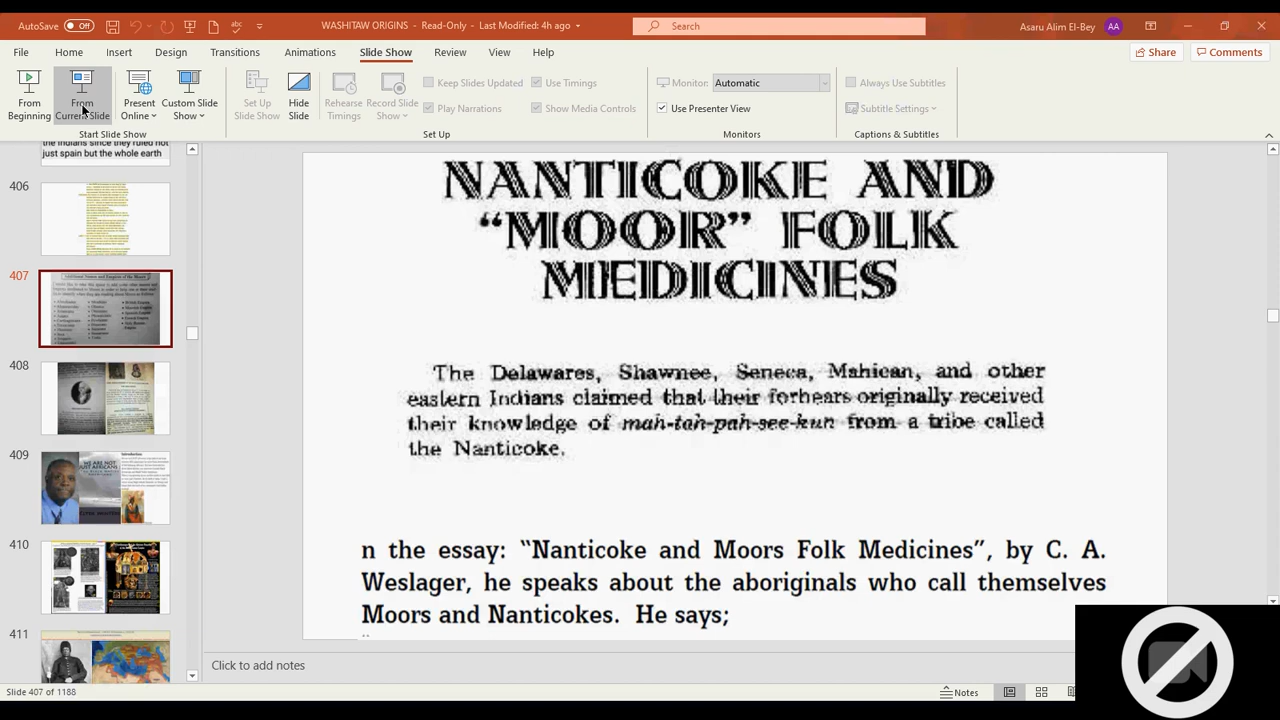 AutoSave Off
WASHITAW ORIGINS - Read-Only - Last Modified: 4h ago
Search
Asaru Alim El-Bey AA
File Home Insert Design Transitions Animations Slide Show Review View Help
Share Comments
From Beginning
From Current Slide
Present Online
Custom Slide Show
Start Slide Show
Set Up Slide Show
Hide Slide
Rehearse Timings
Record Slide Show
Keep Slides Updated
Play Narrations
Use Timings
Show Media Controls
Set Up
Monitor: Automatic
Use Presenter View
Monitors
Always Use Subtitles
Subtitle Settings
Captions & Subtitles
the Indians since they ruled not
just spain but the whole earth
406
407
408
409
WE ARE NOT
JUST AFRICANS
Introduction
410
411
NANTICOKE AND
“MOOR” FOLK
MEDICINES
The Delawares, Shawnee, Seneca, Mahican, and other
eastern Indians claimed that their forbears originally received
their knowledge of mah-tah-pah-see-kun from a tribe called
the Nanticoke.
n the essay: “Nanticoke and Moors Folk Medicines”, by C. A.
Weslager, he speaks about the aboriginals who call themselves
Moors and Nanticokes. He says;
Click to add notes
Slide 407 of 1188
Notes